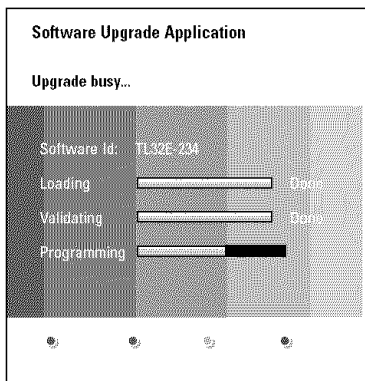 Software Upgrade Application
Upgrade busy...
Software Id: TL32E-234
Loading Done
Validating Done
Programming